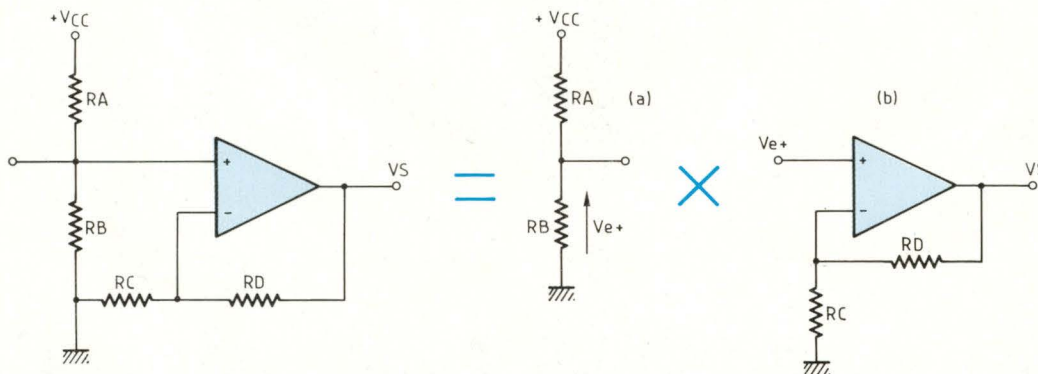 +VCC
RA
+
VS
-
RB
RC
RD
=
+ VCC
RA
(a)
RB
Ve+
×
(b)
Ve+
+
VS
-
RD
RC